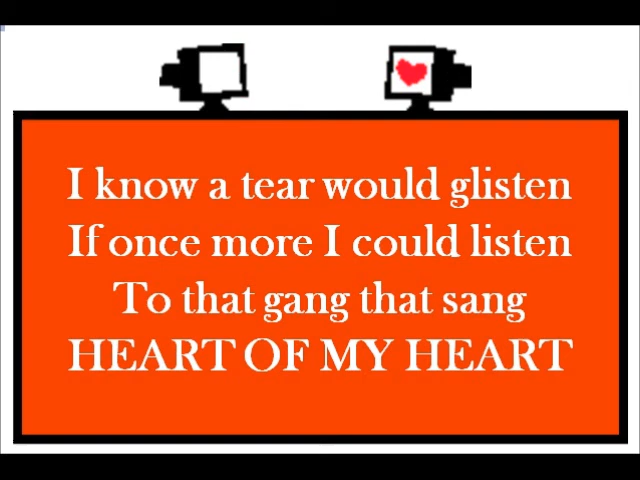 I know a tear would glisten
If once more I could listen
To that gang that sang
HEART OF MY HEART